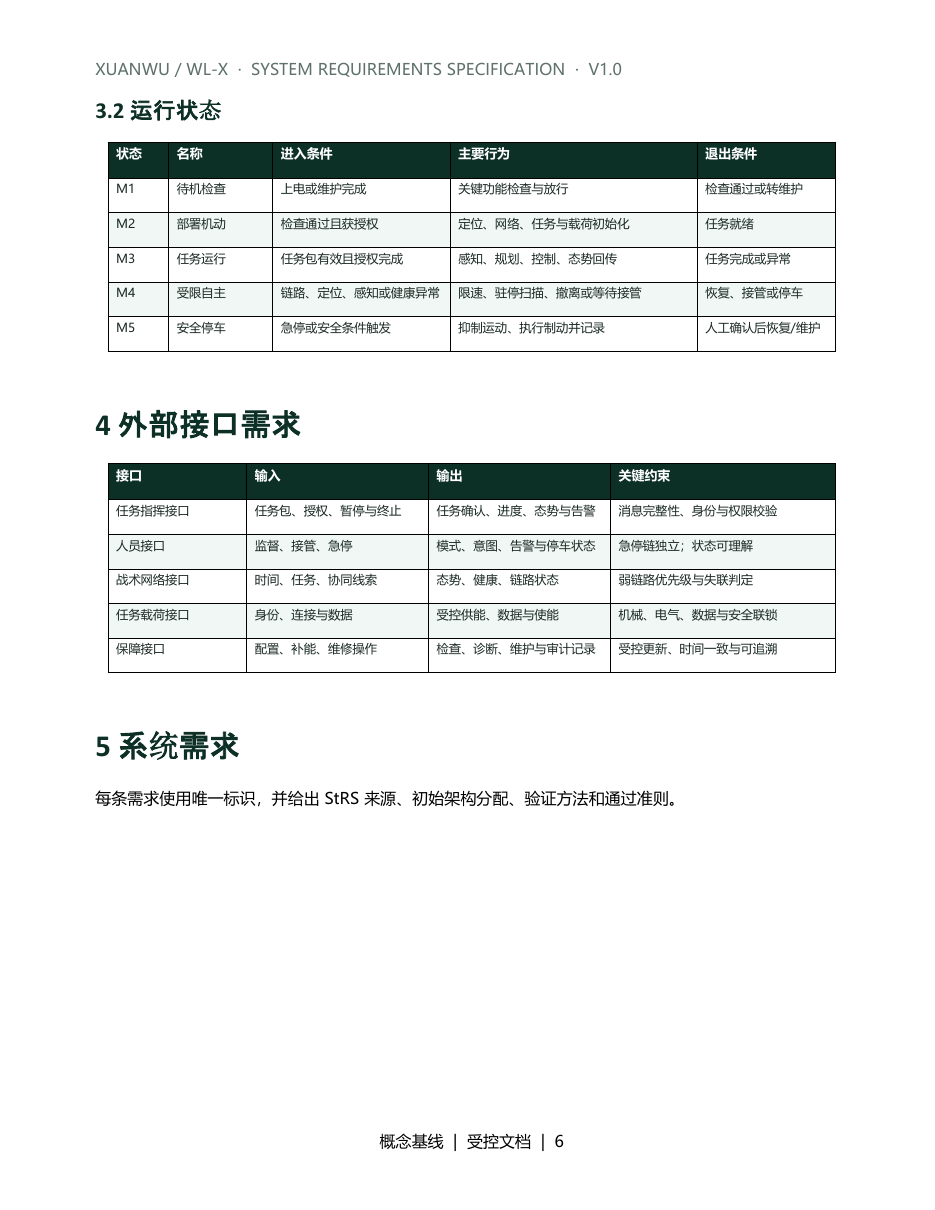 XUANWU / WL-X · SYSTEM REQUIREMENTS SPECIFICATION · V1.0
3.2 运行状态
状态 名称 进入条件 主要行为 退出条件
M1 待机检查 上电或维护完成 关键功能检查与放行 检查通过或转维护
M2 部署机动 检查通过且获授权 定位、网络、任务与载荷初始化 任务就绪
M3 任务运行 任务包有效且授权完成 感知、规划、控制、态势回传 任务完成或异常
M4 受限自主 链路、定位、感知或健康异常 限速、驻停扫描、撤离或等待接管 恢复、接管或停车
M5 安全停车 急停或安全条件触发 抑制运动、执行制动并记录 人工确认后恢复/维护
4 外部接口需求
接口 输入 输出 关键约束
任务指挥接口 任务包、授权、暂停与终止 任务确认、进度、态势与告警 消息完整性、身份与权限校验
人员接口 监督、接管、急停 模式、意图、告警与停车状态 急停链独立；状态可理解
战术网络接口 时间、任务、协同线索 态势、健康、链路状态 弱链路优先级与失联判定
任务载荷接口 身份、连接与数据 受控供能、数据与使能 机械、电气、数据与安全联锁
保障接口 配置、补能、维修操作 检查、诊断、维护与审计记录 受控更新、时间一致与可追溯
5 系统需求
每条需求使用唯一标识，并给出 StRS 来源、初始架构分配、验证方法和通过准则。
概念基线 | 受控文档 | 6